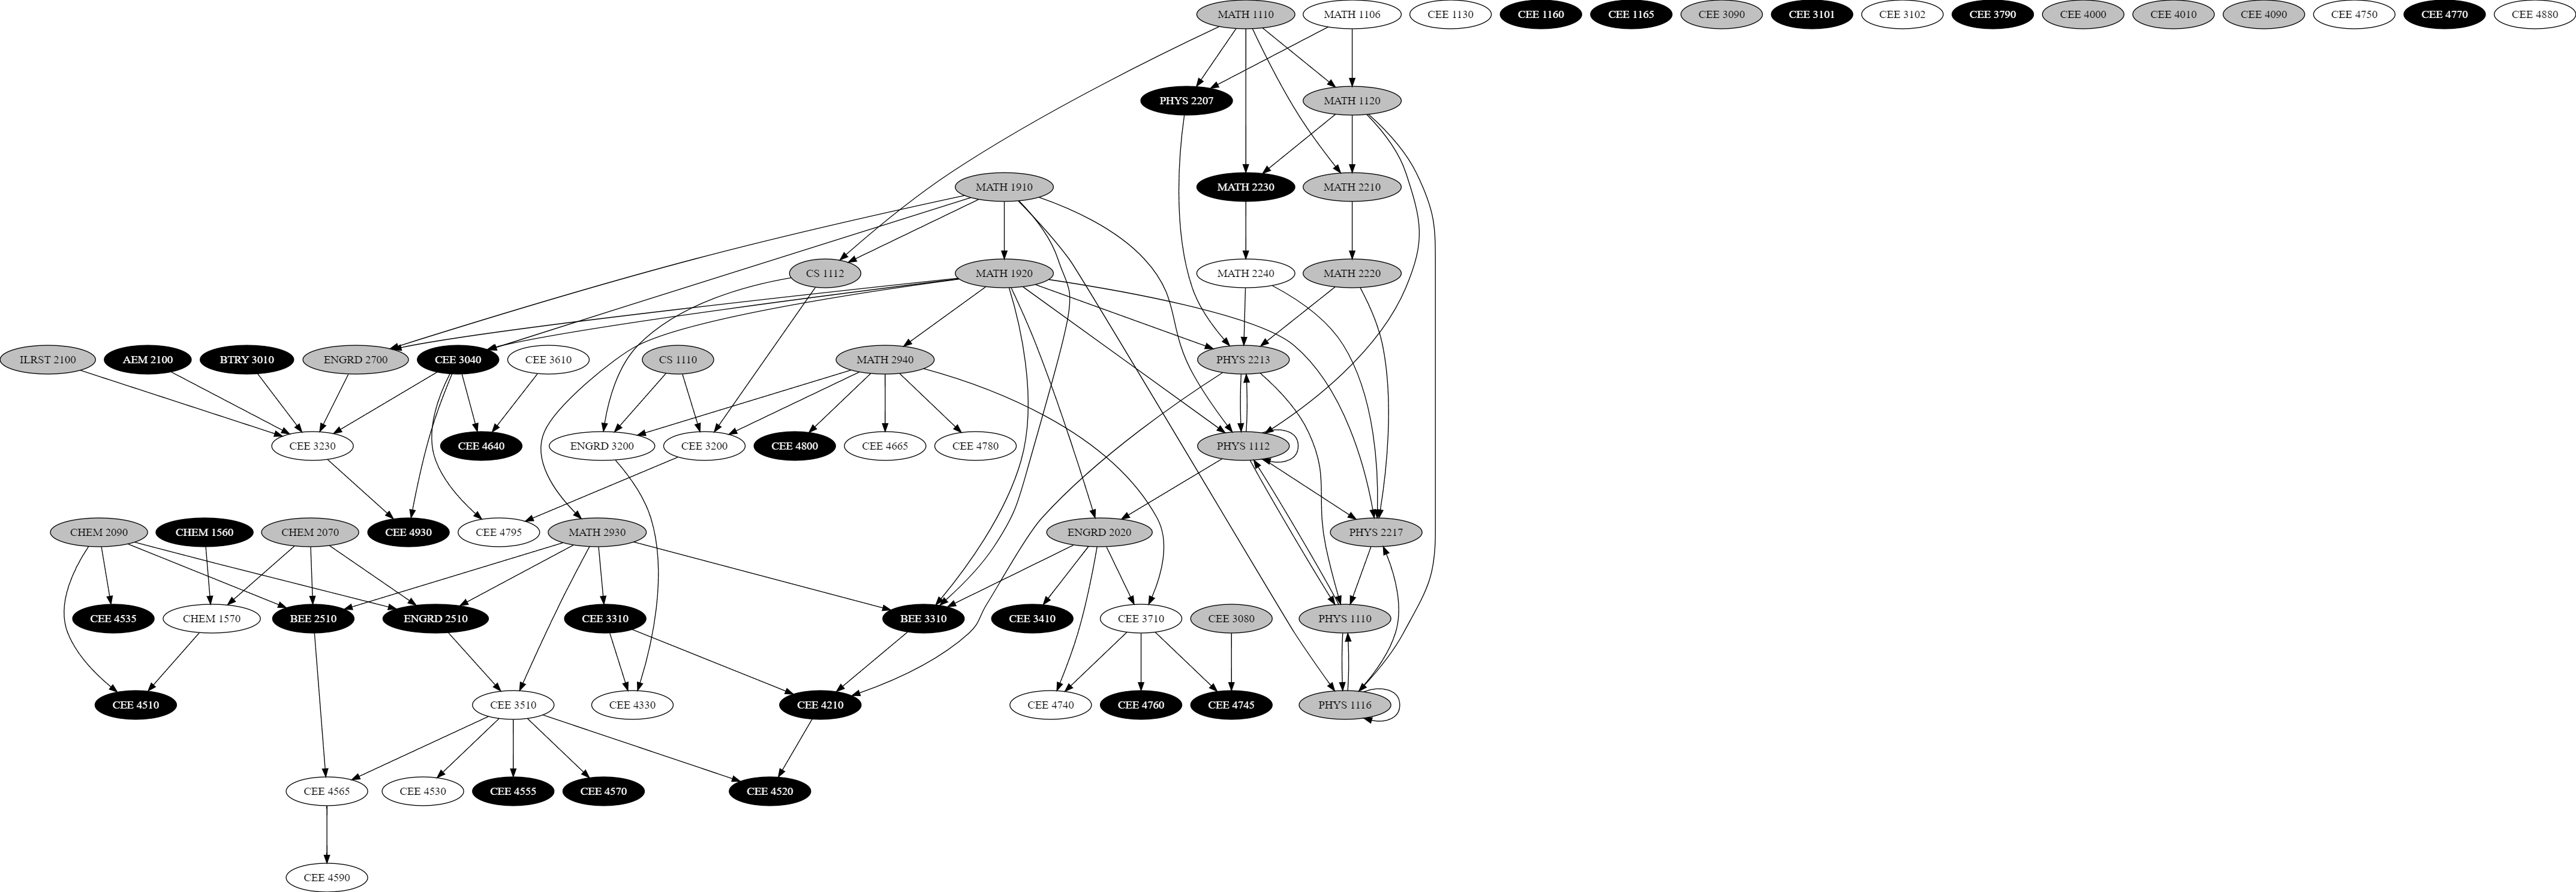 MATH 1110
MATH 1106
CEE 1130
CEE 1160
CEE 1165
CEE 3090
CEE 3101
CEE 3102
CEE 3790
CEE 4000
CEE 4010
CEE 4090
CEE 4750
CEE 4770
CEE 4880
PHYS 2207
MATH 1120
MATH 1910
MATH 2230
MATH 2210
CS 1112
MATH 1920
MATH 2240
MATH 2220
ILRST 2100
AEM 2100
BTRY 3010
ENGRD 2700
CEE 3040
CEE 3610
CS 1110
MATH 2940
PHYS 2213
CEE 3230
CEE 4640
ENGRD 3200
CEE 3200
CEE 4800
CEE 4665
CEE 4780
PHYS 1112
CHEM 2090
CHEM 1560
CHEM 2070
CEE 4930
CEE 4795
MATH 2930
ENGRD 2020
PHYS 2217
CEE 4535
CHEM 1570
BEE 2510
ENGRD 2510
CEE 3310
BEE 3310
CEE 3410
CEE 3710
CEE 3080
PHYS 1110
CEE 4510
CEE 3510
CEE 4330
CEE 4210
CEE 4740
CEE 4760
CEE 4745
PHYS 1116
CEE 4565
CEE 4530
CEE 4555
CEE 4570
CEE 4520
CEE 4590